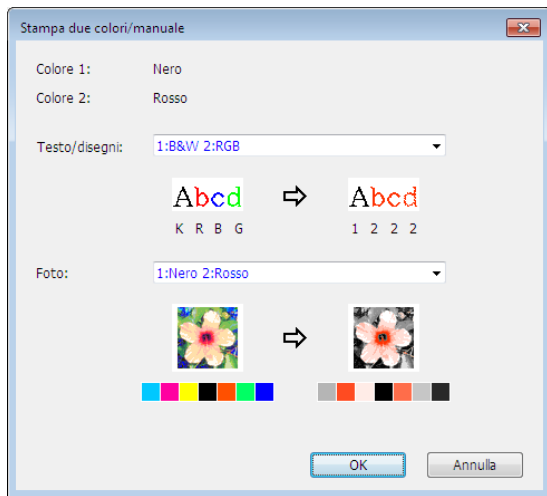 Stampa due colori/manuale
Colore 1: Nero
Colore 2: Rosso
Testo/disegni: 1:B&W 2:RGB
Abcd Abcd
K R B G 1 2 2 2
Foto: 1:Nero 2:Rosso
OK Annulla